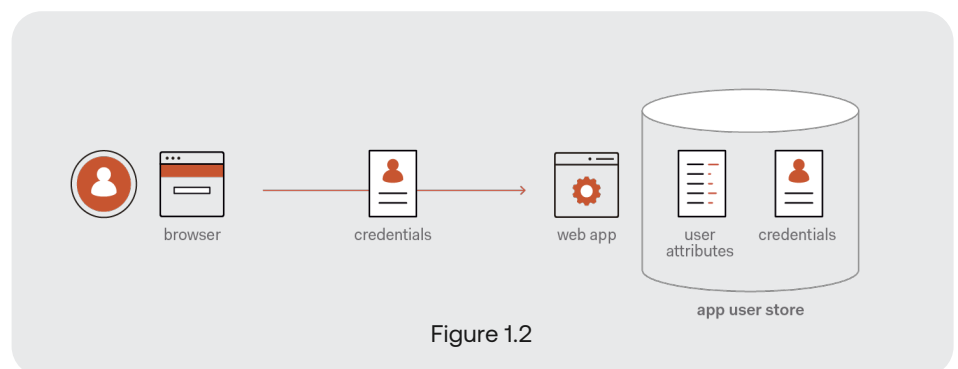 browser
credentials
web app
user
attributes
credentials
app user store
Figure 1.2